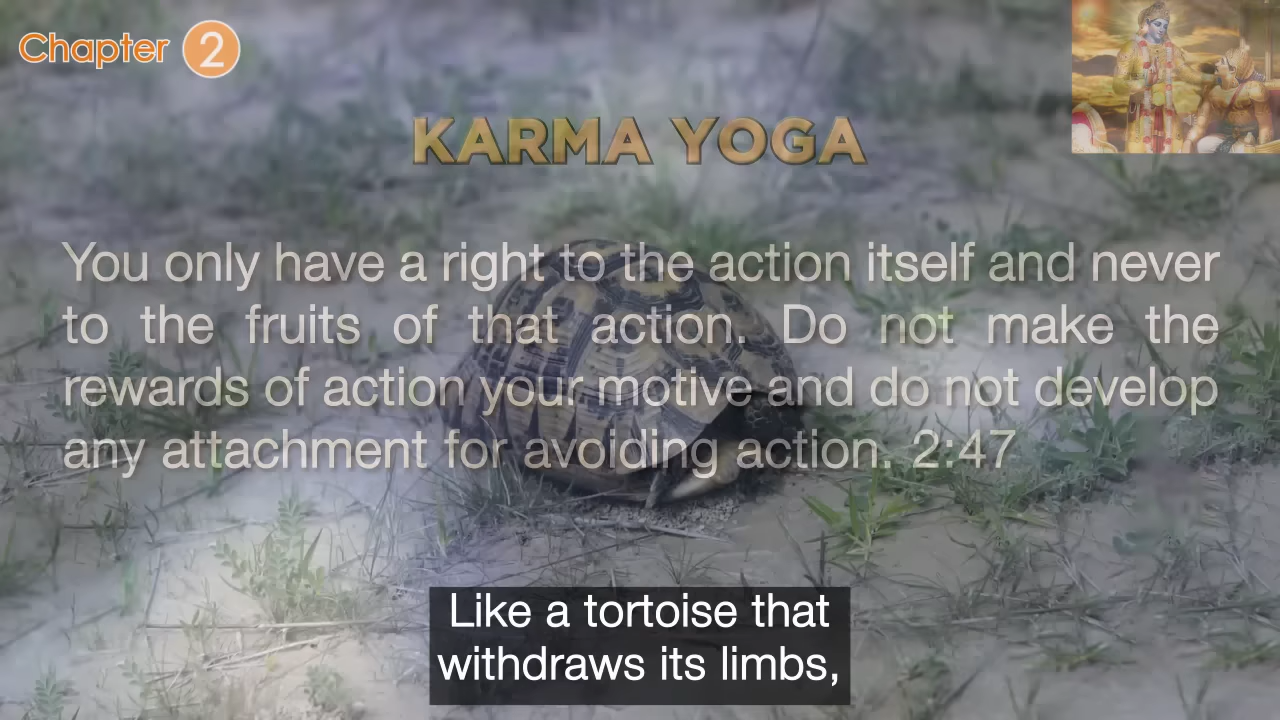 Chapter 2
KARMA YOGA
You only have a right to the action itself and never
to the fruits of that action. Do not make the
rewards of action your motive and do not develop
any attachment for avoiding action. 2:47
Like a tortoise that
withdraws its limbs,